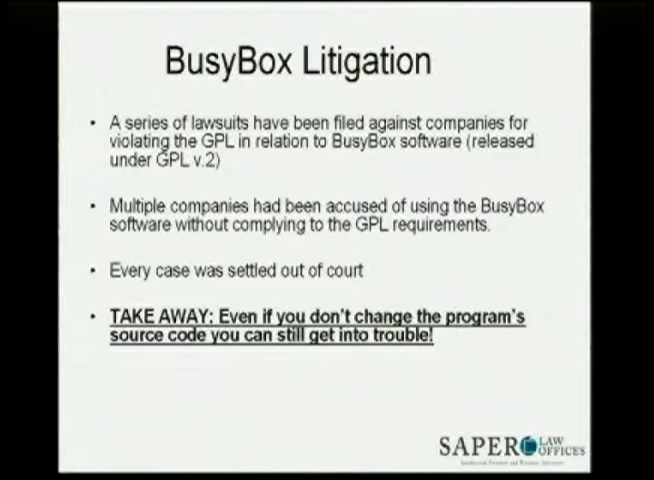 BusyBox Litigation
• A series of lawsuits have been filed against companies for
violating the GPL in relation to BusyBox software (released
under GPL v.2)
• Multiple companies had been accused of using the BusyBox
software without complying to the GPL requirements.
• Every case was settled out of court
• TAKE AWAY: Even if you don't change the program's
source code you can still get into trouble!
SAPER LAW
OFFICES